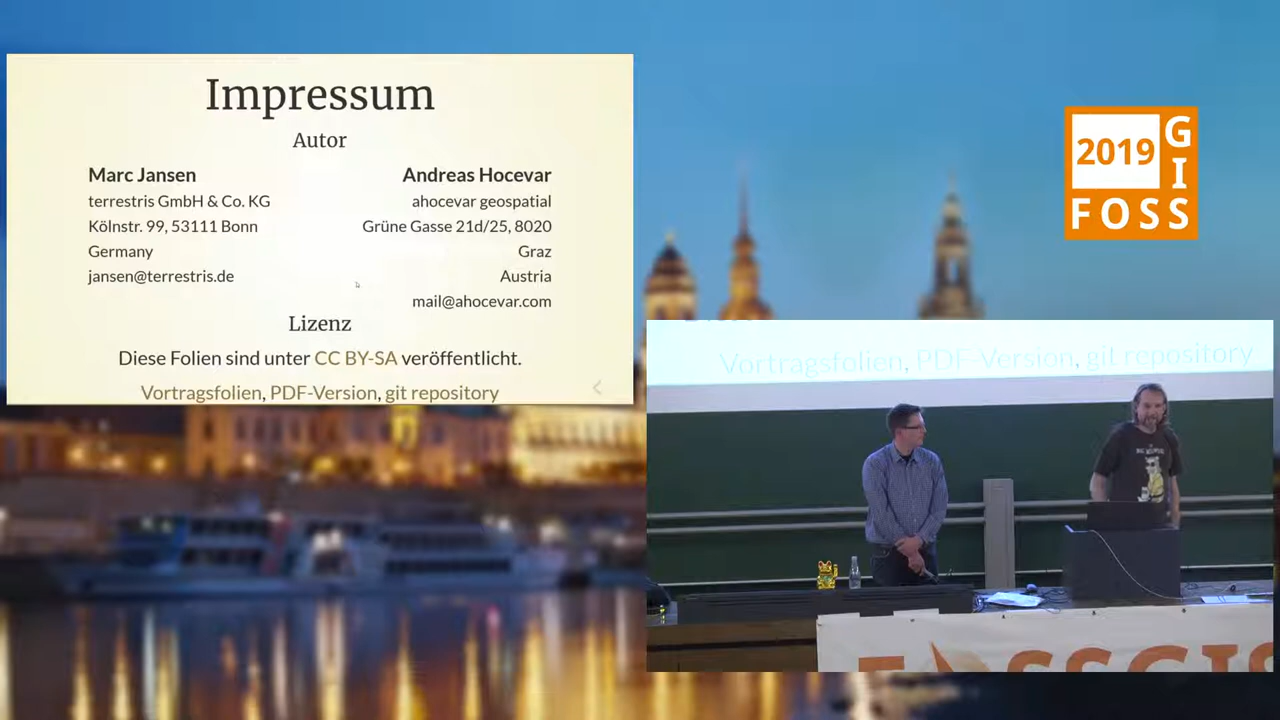 Impressum
Autor
Marc Jansen
terrestris GmbH & Co. KG
Kölnstr. 99, 53111 Bonn
Germany
jansen@terrestris.de
Andreas Hocevar
ahocevar geospatial
Grüne Gasse 21d/25, 8020
Graz
Austria
mail@ahocevar.com
Lizenz
Diese Folien sind unter CC BY-SA veröffentlicht.
Vortragsfolien, PDF-Version, git repository
2019 G
I
FOSS
Vortragsfolien, PDF-Version, git repository
FOSSGIS